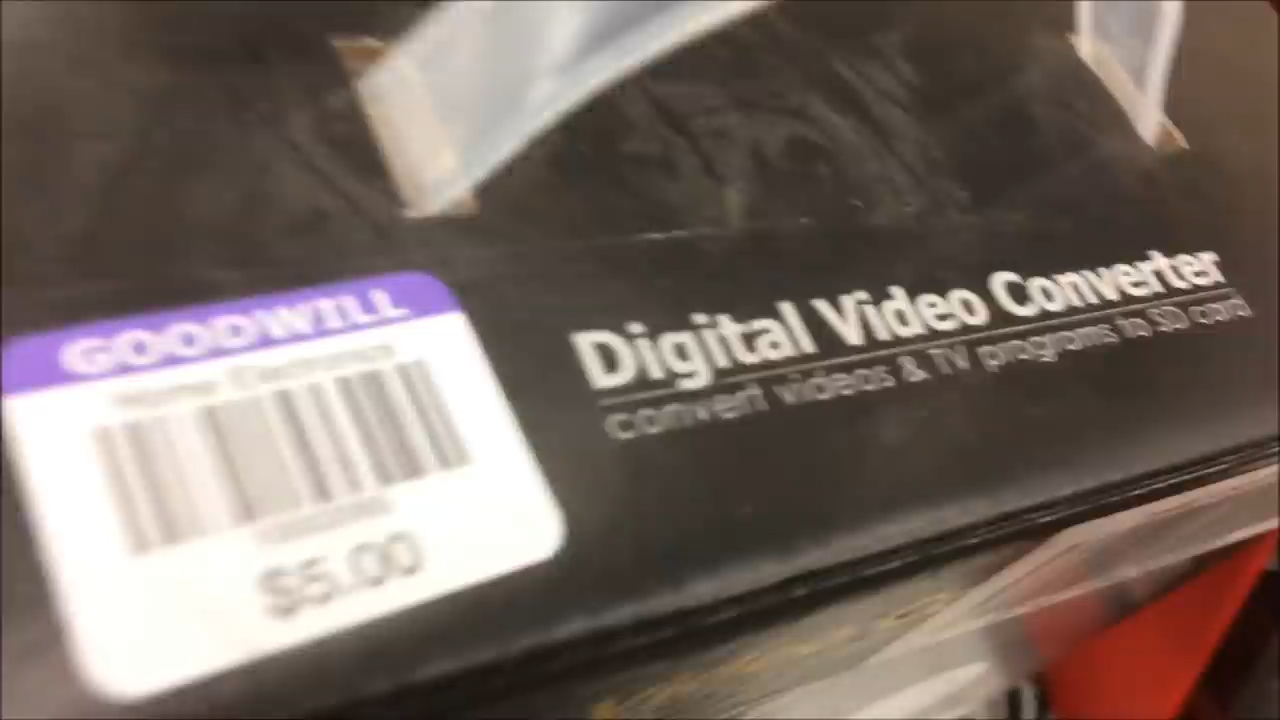 GOODWILL
$5.00
Digital Video Converter
convert videos & TV programs to SD card